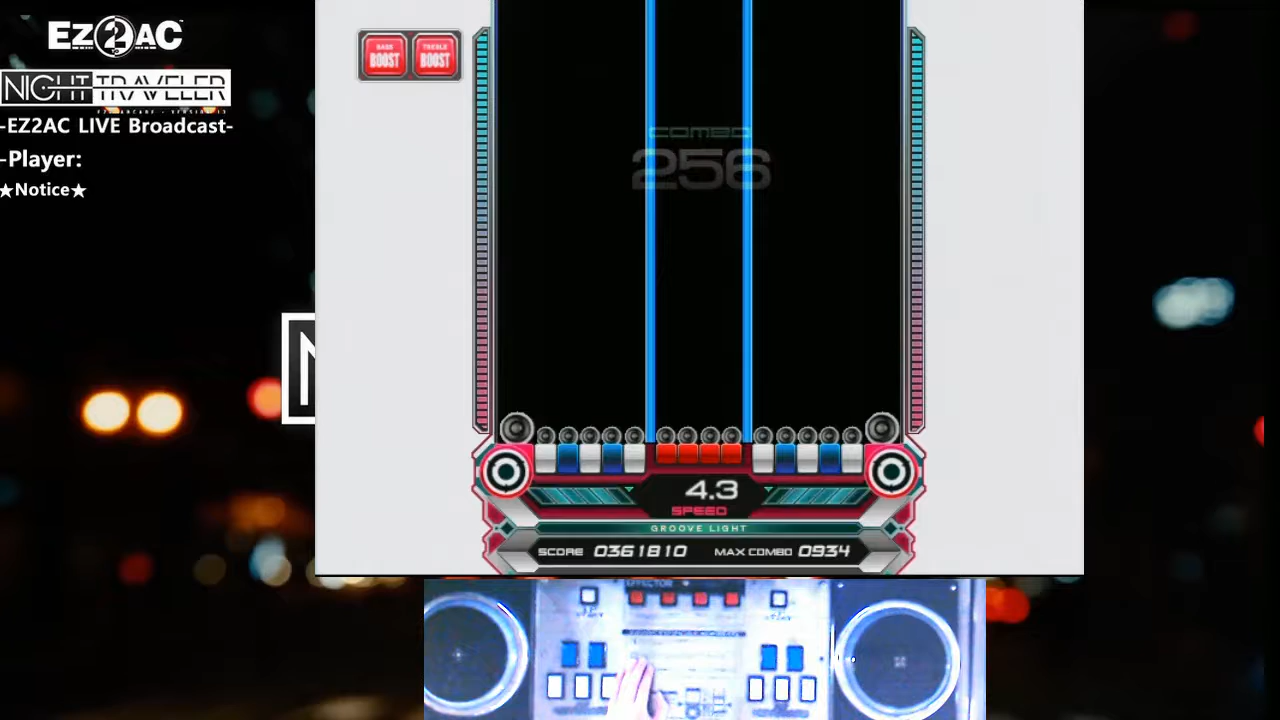 Ez2AC
NIGHT TRAVELER
-EZ2AC LIVE Broadcast-
-Player:
★Notice★
BASS
BOOST
TREBLE
BOOST
COMBO
256
4.3
SPEED
GROOVE LIGHT
SCORE 0361810 MAX COMBO 0934
EFFECTOR